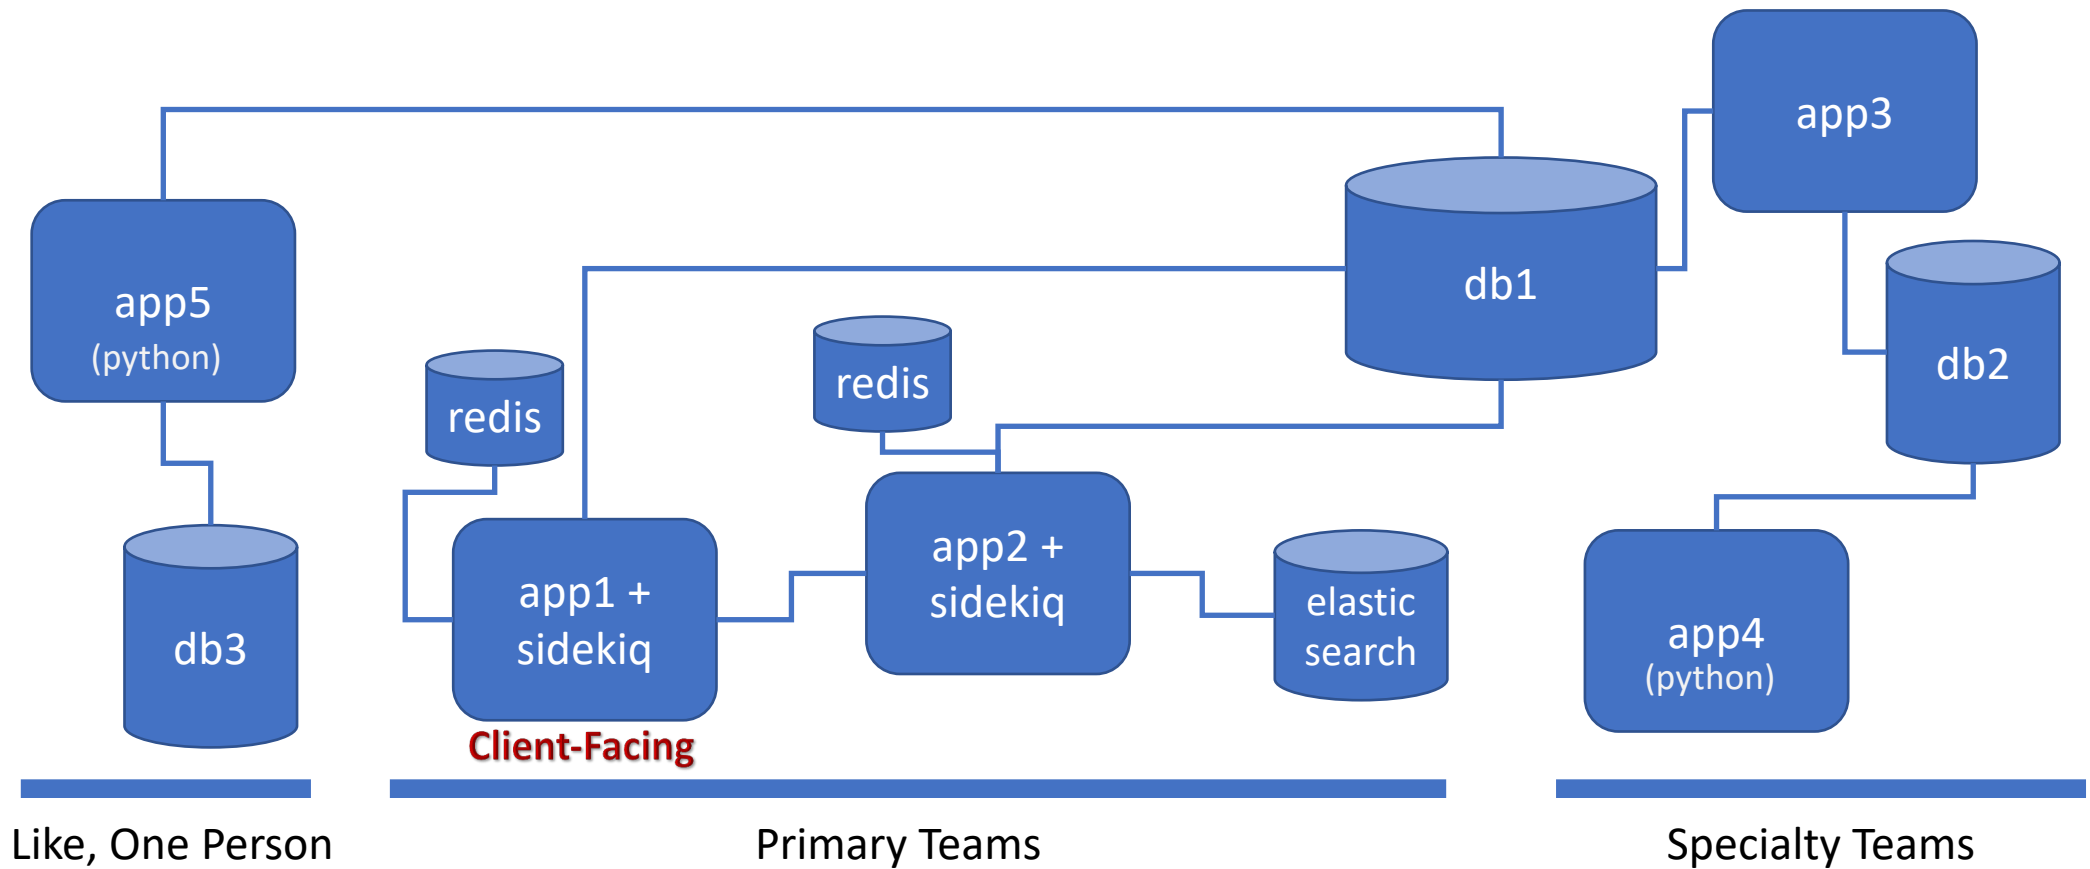 app3
db1
app5
(python)
db2
redis
redis
app2 +
sidekiq
app1 +
sidekiq
elastic
search
db3
app4
(python)
Client-Facing
Like, One Person
Primary Teams
Specialty Teams